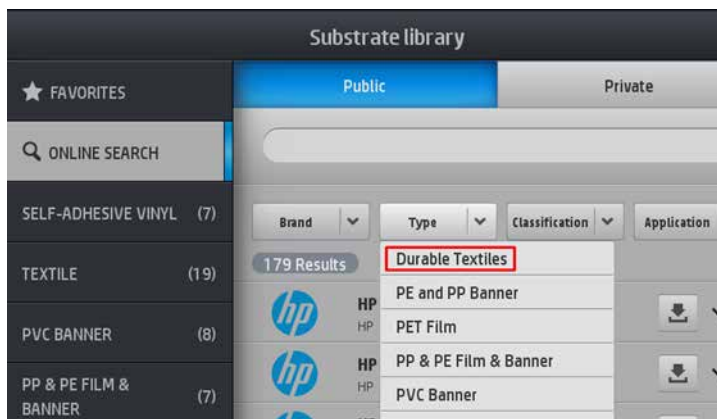 Substrate library
FAVORITES
ONLINE SEARCH
SELF-ADHESIVE VINYL (7)
TEXTILE (19)
PVC BANNER (8)
PP & PE FILM &
BANNER (7)
Public
Private
Brand
Type
Classification
Application
179 Results
Durable Textiles
PE and PP Banner
PET Film
PP & PE Film & Banner
PVC Banner
hp HP
HP
hp HP
HP